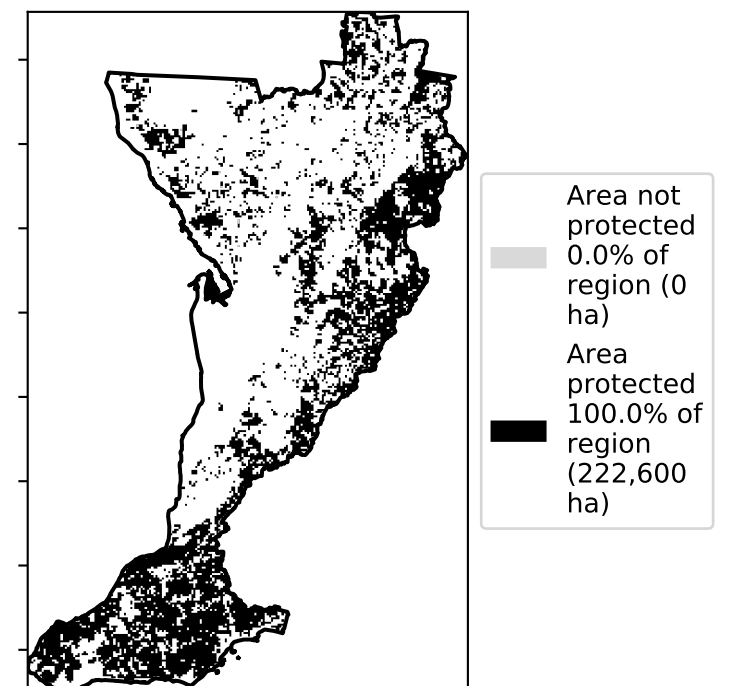 Area not
protected
0.0% of
region (0
ha)
Area
protected
100.0% of
region
(222,600
ha)